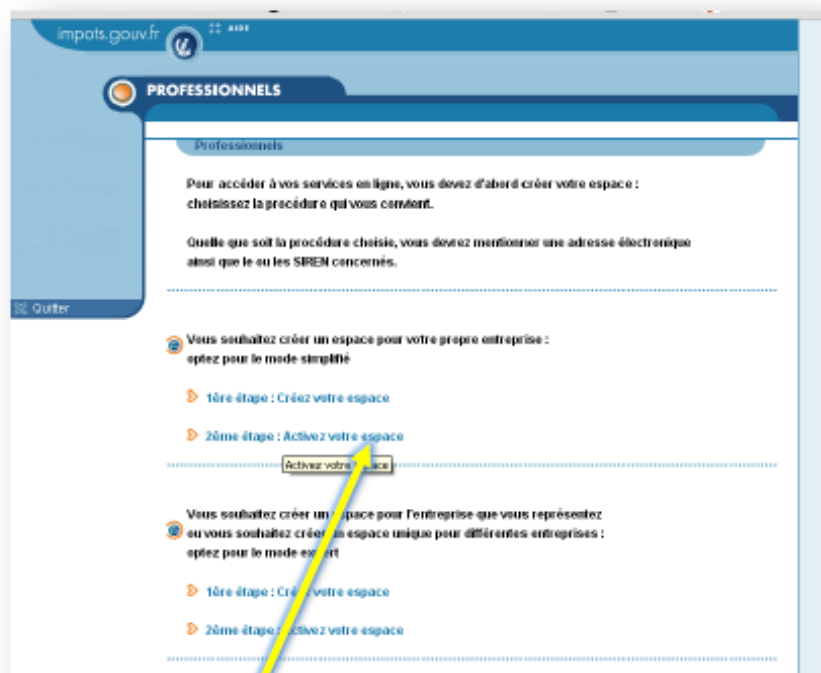 impots.gouv.fr
AIDE
PROFESSIONNELS
Professionnels
Pour accéder à vos services en ligne, vous devez d'abord créer votre espace :
choisissez la procédure qui vous convient.
Quelle que soit la procédure choisie, vous devrez mentionner une adresse électronique
ainsi que le ou les SIREN concernés.
Quitter
Vous souhaitez créer un espace pour votre propre entreprise :
optez pour le mode simplifié
1ère étape : Créez votre espace
2ème étape : Activez votre espace
Activez votre espace
Vous souhaitez créer un espace pour l'entreprise que vous représentez
ou vous souhaitez créer un espace unique pour différentes entreprises :
optez pour le mode expert
1ère étape : Créez votre espace
2ème étape : Activez votre espace